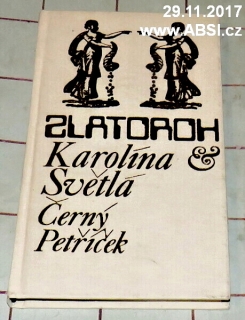 29.11.2017
www.ABSI.cz
ZLATOROH
Karolína &
Světlá
Černý
Petříček